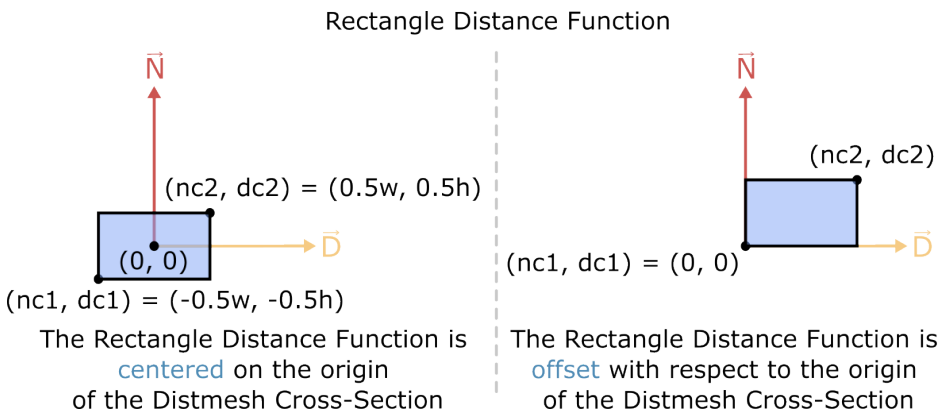 Rectangle Distance Function
N
(nc2, dc2) = (0.5w, 0.5h)
D
(0, 0)
(nc1, dc1) = (-0.5w, -0.5h)
The Rectangle Distance Function is
centered on the origin
of the Distmesh Cross-Section
N
(nc2, dc2)
D
(nc1, dc1) = (0, 0)
The Rectangle Distance Function is
offset with respect to the origin
of the Distmesh Cross-Section